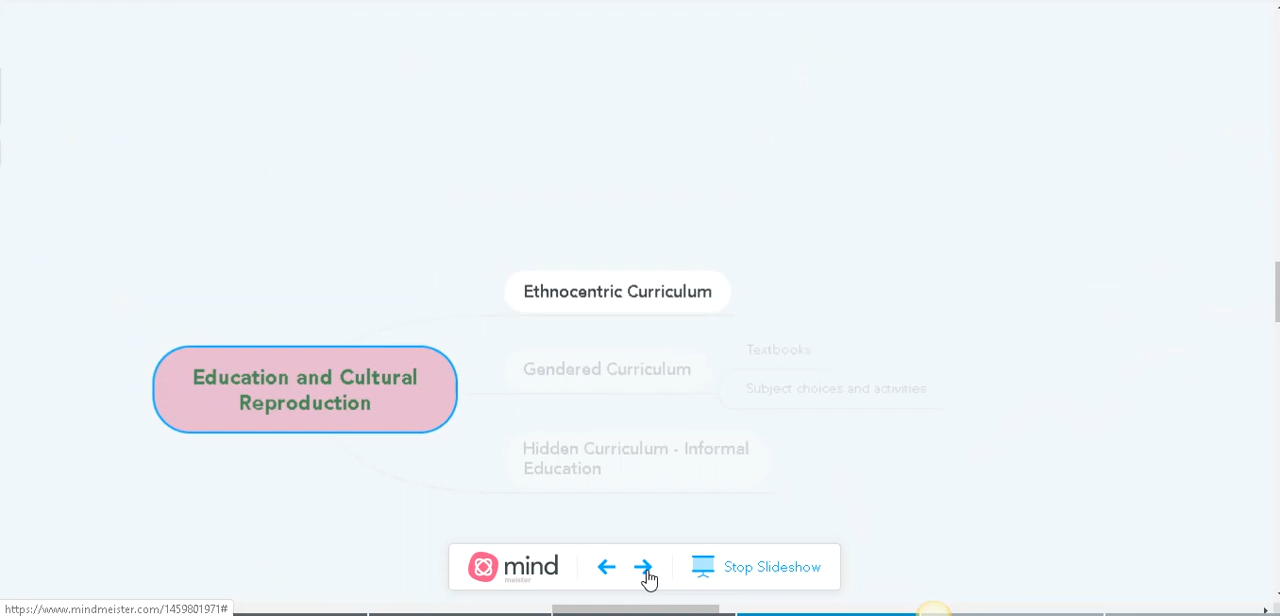 Ethnocentric Curriculum
Education and Cultural
Reproduction
Gendered Curriculum
Textbooks
Subject choices and activities
Hidden Curriculum - Informal
Education
mind
meister
Stop Slideshow
https://www.mindmeister.com/1459801971#